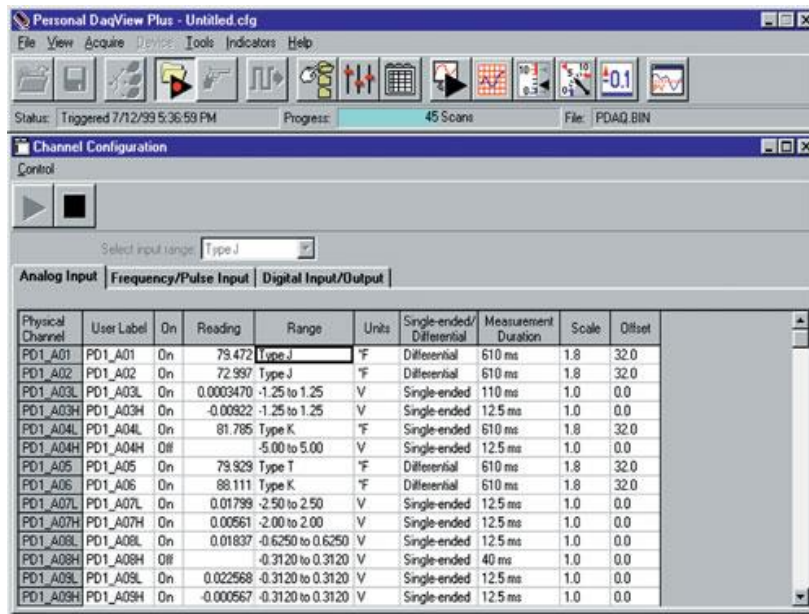 Personal DaqView Plus - Untitled.cfg
File View Acquire Device Tools Indicators Help
Status: Triggered 7/12/99 5:36:59 PM Progress: 45 Scans File: PDAQ.BIN
Channel Configuration
Control
Select input range: Type J
Analog Input Frequency/Pulse Input Digital Input/Output
Physical Channel User Label On Reading Range Units Single-ended/ Differential Measurement Duration Scale Offset
PD1_A01 PD1_A01 On 79.472 Type J °F Differential 610 ms 1.8 32.0
PD1_A02 PD1_A02 On 72.997 Type J °F Differential 610 ms 1.8 32.0
PD1_A03L PD1_A03L On 0.0003470 -1.25 to 1.25 V Single-ended 110 ms 1.0 0.0
PD1_A03H PD1_A03H On -0.00922 -1.25 to 1.25 V Single-ended 12.5 ms 1.0 0.0
PD1_A04L PD1_A04L On 81.785 Type K °F Single-ended 610 ms 1.8 32.0
PD1_A04H PD1_A04H Off -5.00 to 5.00 V Single-ended 12.5 ms 1.0 0.0
PD1_A05 PD1_A05 On 79.929 Type T °F Differential 610 ms 1.8 32.0
PD1_A06 PD1_A06 On 88.111 Type K °F Differential 610 ms 1.8 32.0
PD1_A07L PD1_A07L On 0.01799 -2.50 to 2.50 V Single-ended 12.5 ms 1.0 0.0
PD1_A07H PD1_A07H On 0.00561 -2.00 to 2.00 V Single-ended 12.5 ms 1.0 0.0
PD1_A08L PD1_A08L On 0.01837 -0.6250 to 0.6250 V Single-ended 12.5 ms 1.0 0.0
PD1_A08H PD1_A08H Off -0.3120 to 0.3120 V Single-ended 40 ms 1.0 0.0
PD1_A09L PD1_A09L On 0.022568 -0.3120 to 0.3120 V Single-ended 12.5 ms 1.0 0.0
PD1_A09H PD1_A09H On -0.000567 -0.3120 to 0.3120 V Single-ended 12.5 ms 1.0 0.0